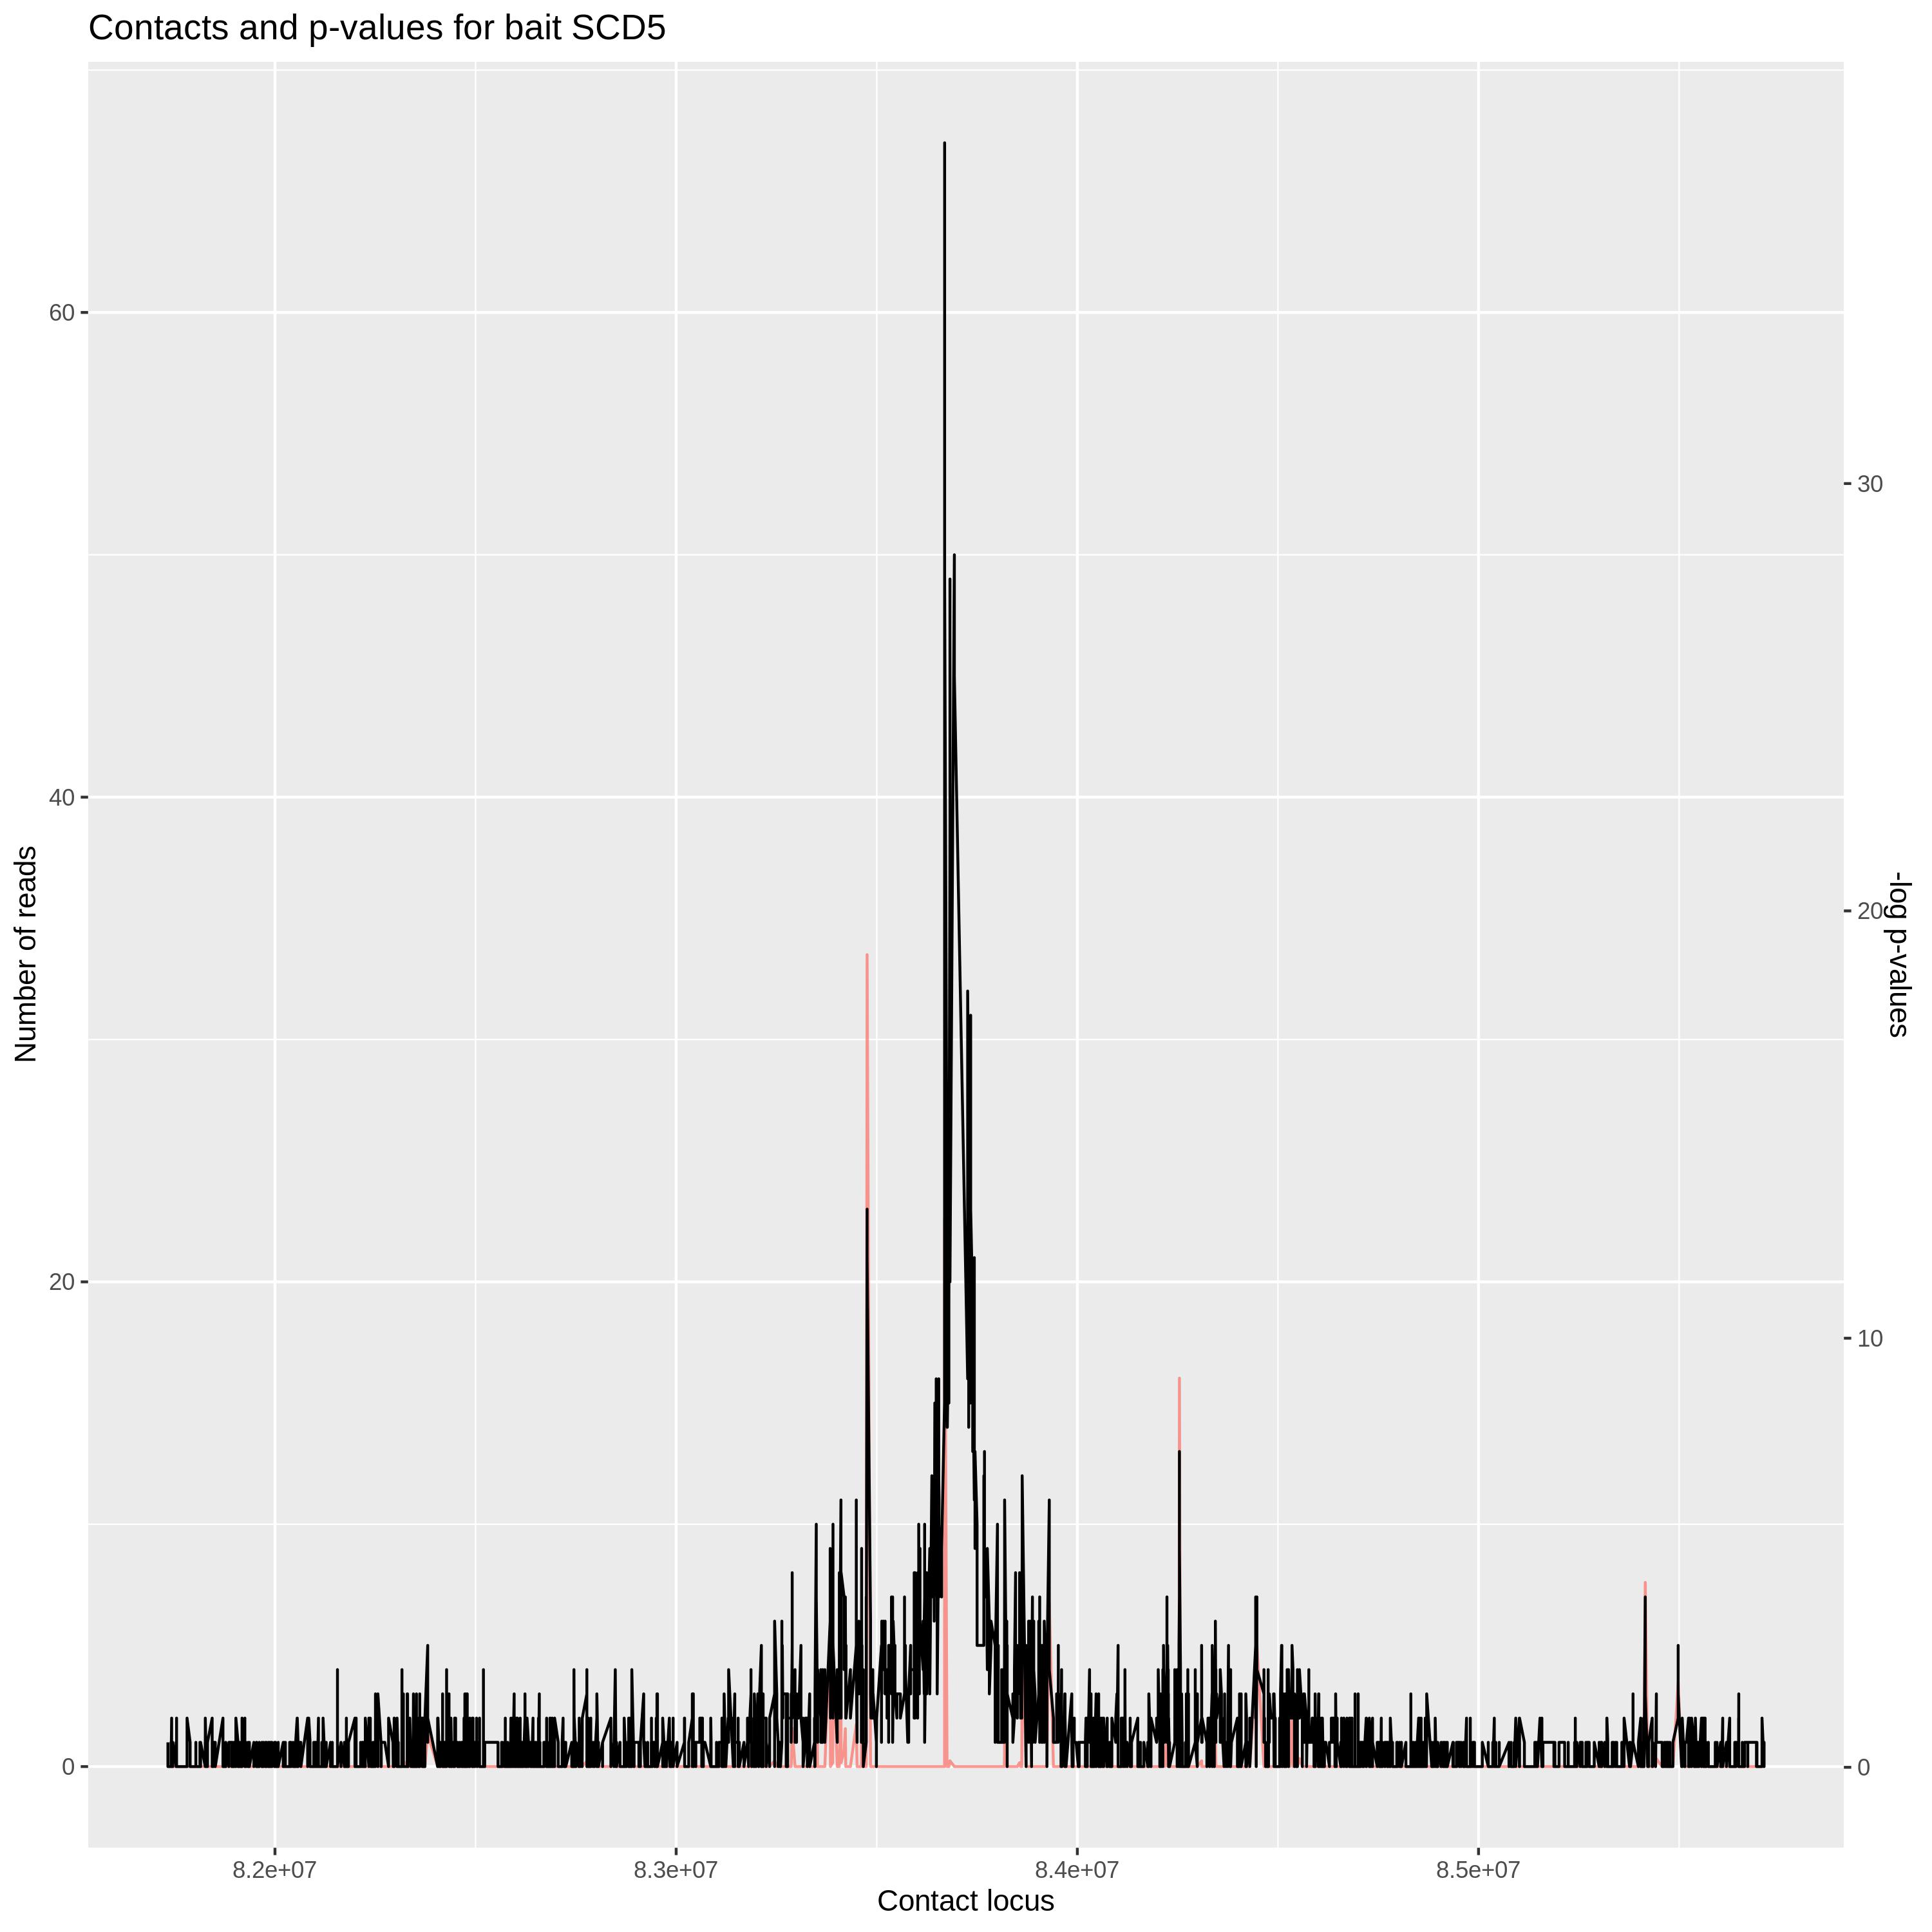 Contacts and p-values for bait SCD5
60
40
20
0
Number of reads
30
20
10
0
-log p-values
8.2e+07
8.3e+07
8.4e+07
8.5e+07
Contact locus